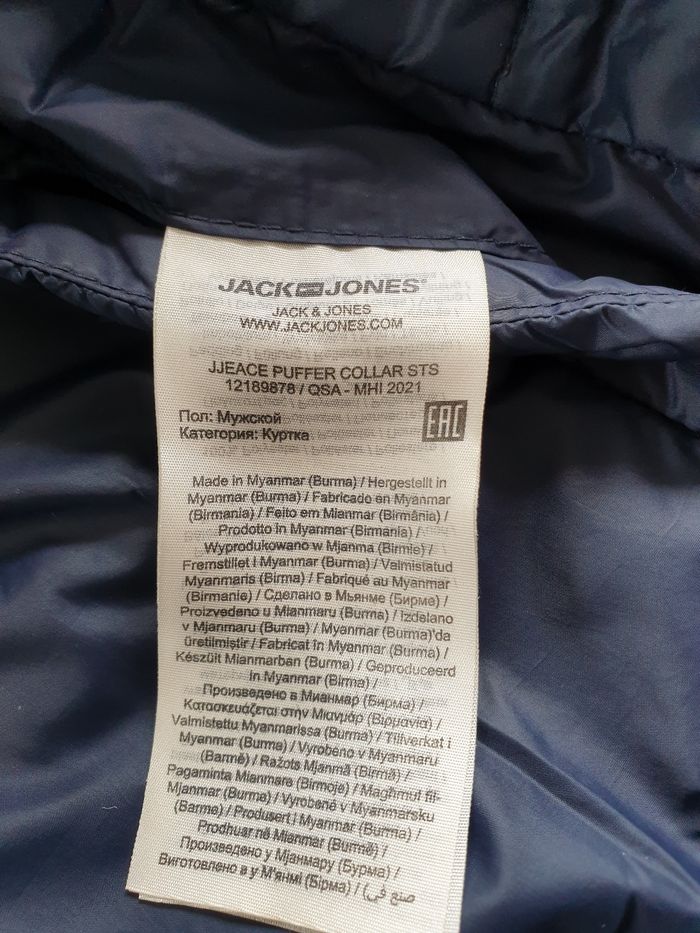 JACK JONES®
JACK & JONES
WWW.JACKJONES.COM
JJEACE PUFFER COLLAR STS
12189878 / QSA - MHI 2021
Пол: Мужской
Категория: Куртка
EAC
Made in Myanmar (Burma) / Hergestellt in
Myanmar (Burma) / Fabricado en Myanmar
(Birmania) / Feito em Mianmar (Birmânia) /
Prodotto in Myanmar (Birmania) /
Wyprodukowano w Mjanma (Birmie) /
Fremstillet i Myanmar (Burma) / Valmistatud
Myanmaris (Birma) / Fabriqué au Myanmar
(Birmanie) / Сделано в Мьянме (Бирме) /
Proizvedeno u Mianmaru (Burma) / Izdelano
v Mjanmaru (Burma) / Myanmar (Burma)'da
üretilmiştir / Fabricat în Myanmar (Burma) /
Készült Mianmarban (Burma) / Geproduceerd
in Myanmar (Birma) /
Произведено в Мианмар (Бирма) /
Κατασκευάζεται στην Μιανμάρ (Βιρμανία) /
Valmistettu Myanmarissa (Burma) / Tillverkat i
Myanmar (Burma) / Vyrobeno v Myanmaru
(Barmě) / Ražots Mjanmā (Birmā) /
Pagaminta Mianmare (Birmoje) / Magħmul fil-
Mjanmar (Burma) / Vyrobené v Myanmarsku
(Barme) / Produsert i Myanmar (Burma) /
Prodhuar në Mianmar (Burmë) /
Произведено у Мјанмару (Бурма) /
Виготовлено в у М'янмі (Бірма) / صنع في)